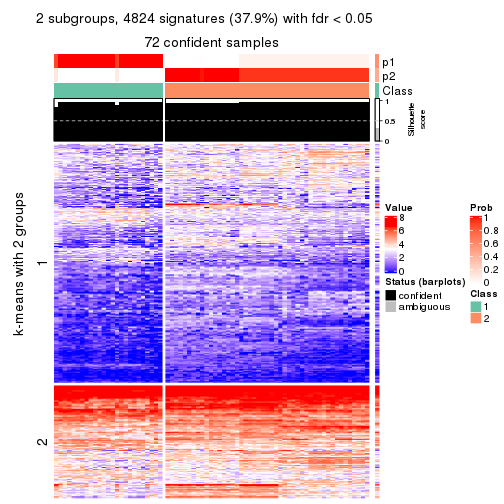 2 subgroups, 4824 signatures (37.9%) with fdr < 0.05
72 confident samples
p1
p2
Class
1
0.5
0
Silhouette
score
k-means with 2 groups
1
2
Value
8
6
4
2
0
Prob
1
0.8
0.6
0.4
0.2
0
Status (barplots)
confident
ambiguous
Class
1
2